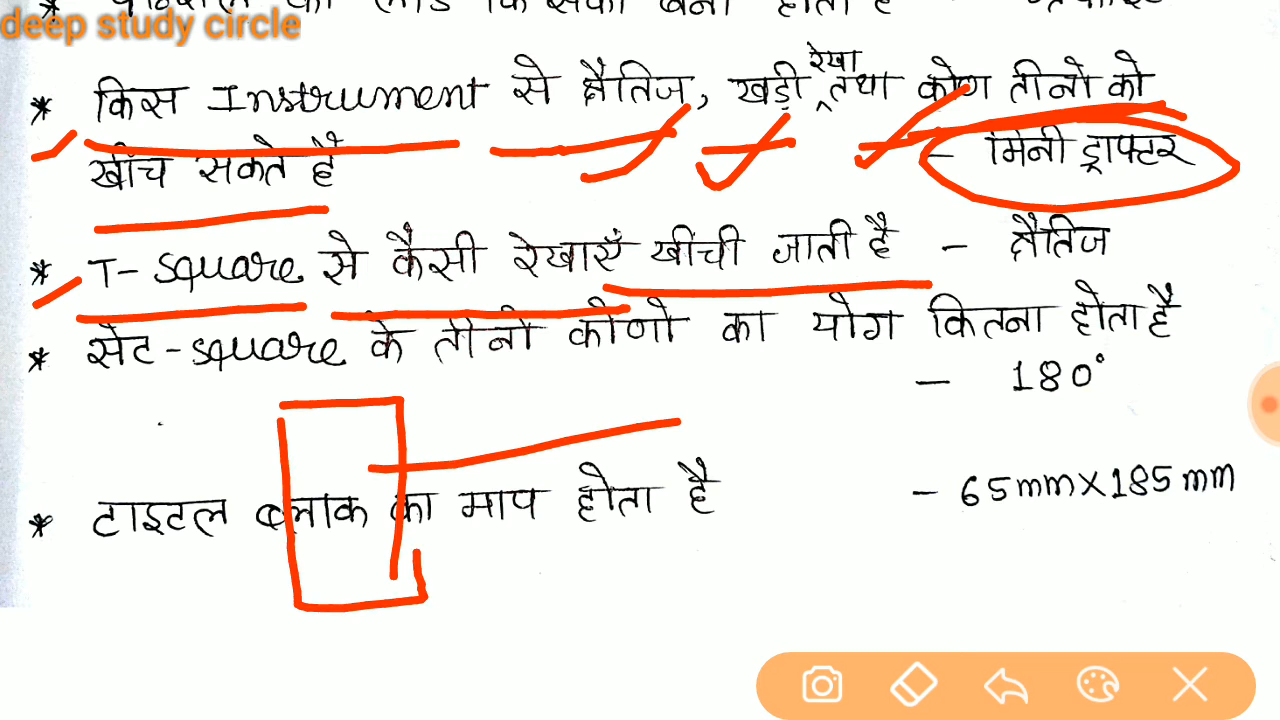 deep study circle
* किस Instrument से क्षैतिज, खड़ी रेखा तथा कोण तीनो को
खींच सकते है - मिनी ड्राफ्टर
* T-square से कैसी रेखाएँ खींची जाती है - क्षैतिज
* सेट-square के तीनो कोणो का योग कितना होता है
- 180°
* टाइटल ब्लाक का माप होता है - 65mm×185mm